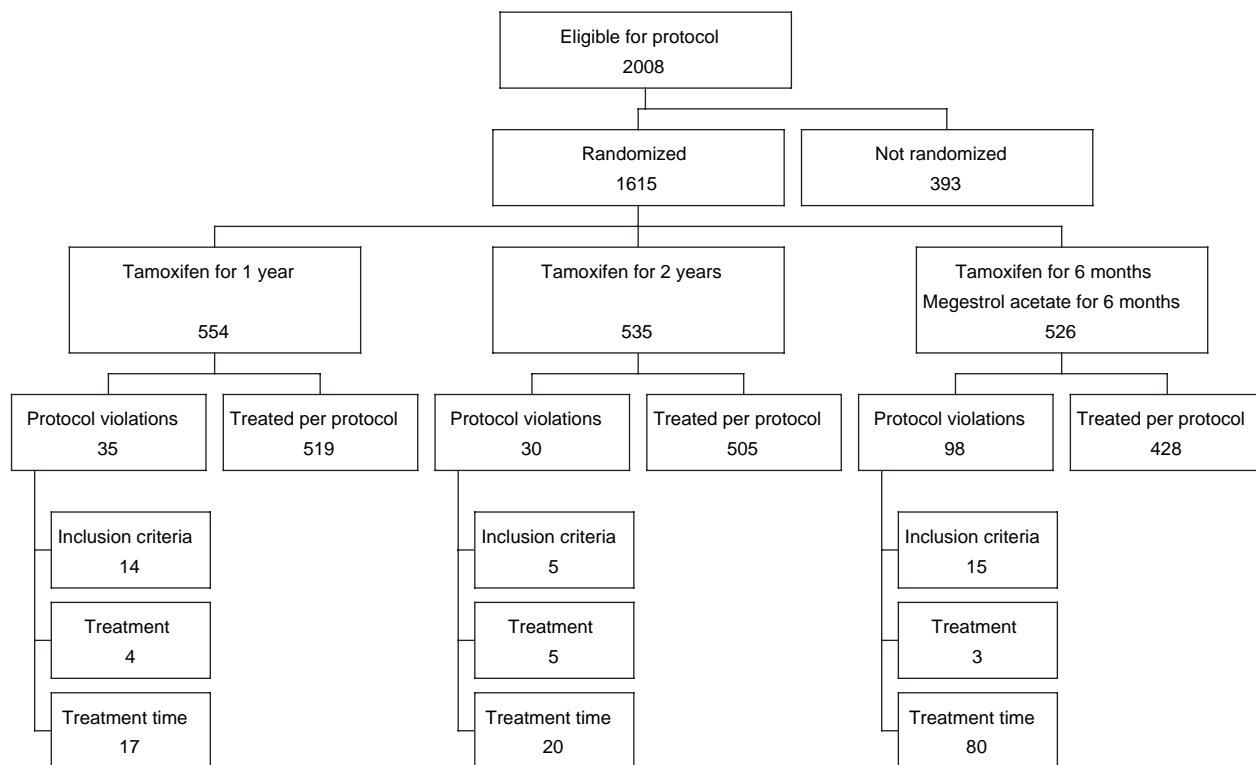 Eligible for protocol
2008
Randomized
1615
Not randomized
393
Tamoxifen for 1 year
554
Tamoxifen for 2 years
535
Tamoxifen for 6 months
Megestrol acetate for 6 months
526
Protocol violations
35
Treated per protocol
519
Protocol violations
30
Treated per protocol
505
Protocol violations
98
Treated per protocol
428
Inclusion criteria
14
Treatment
4
Treatment time
17
Inclusion criteria
5
Treatment
5
Treatment time
20
Inclusion criteria
15
Treatment
3
Treatment time
80